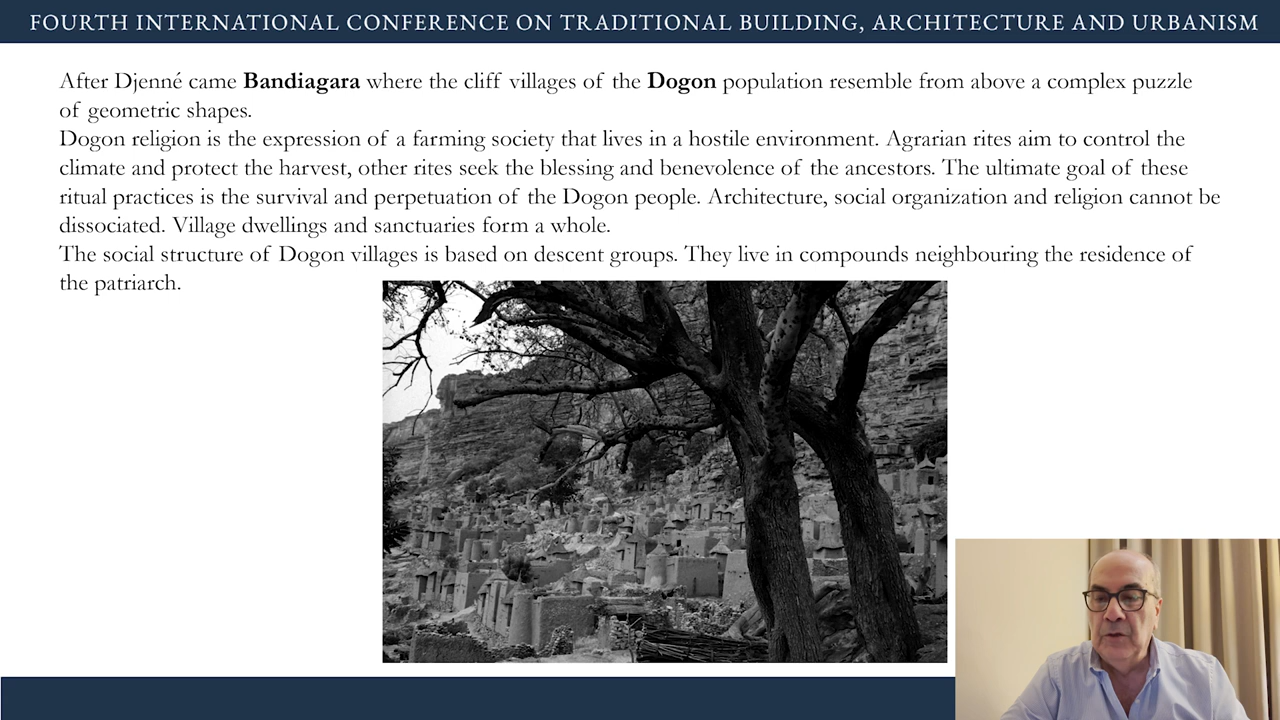 FOURTH INTERNATIONAL CONFERENCE ON TRADITIONAL BUILDING, ARCHITECTURE AND URBANISM
After Djenné came Bandiagara where the cliff villages of the Dogon population resemble from above a complex puzzle
of geometric shapes.
Dogon religion is the expression of a farming society that lives in a hostile environment. Agrarian rites aim to control the
climate and protect the harvest, other rites seek the blessing and benevolence of the ancestors. The ultimate goal of these
ritual practices is the survival and perpetuation of the Dogon people. Architecture, social organization and religion cannot be
dissociated. Village dwellings and sanctuaries form a whole.
The social structure of Dogon villages is based on descent groups. They live in compounds neighbouring the residence of
the patriarch.